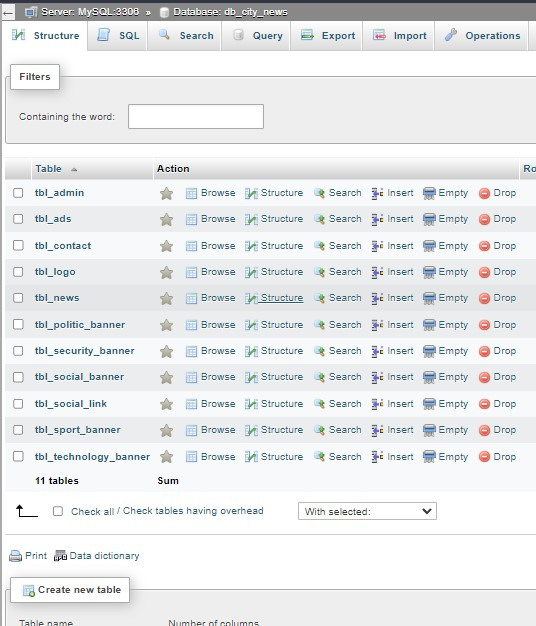 Server: MySQL:3306 » Database: db_city_news
Structure SQL Search Query Export Import Operations
Filters
Containing the word:
Table Action
tbl_admin Browse Structure Search Insert Empty Drop
tbl_ads Browse Structure Search Insert Empty Drop
tbl_contact Browse Structure Search Insert Empty Drop
tbl_logo Browse Structure Search Insert Empty Drop
tbl_news Browse Structure Search Insert Empty Drop
tbl_politic_banner Browse Structure Search Insert Empty Drop
tbl_security_banner Browse Structure Search Insert Empty Drop
tbl_social_banner Browse Structure Search Insert Empty Drop
tbl_social_link Browse Structure Search Insert Empty Drop
tbl_sport_banner Browse Structure Search Insert Empty Drop
tbl_technology_banner Browse Structure Search Insert Empty Drop
11 tables Sum
Check all / Check tables having overhead With selected:
Print Data dictionary
Create new table
Table name Number of columns